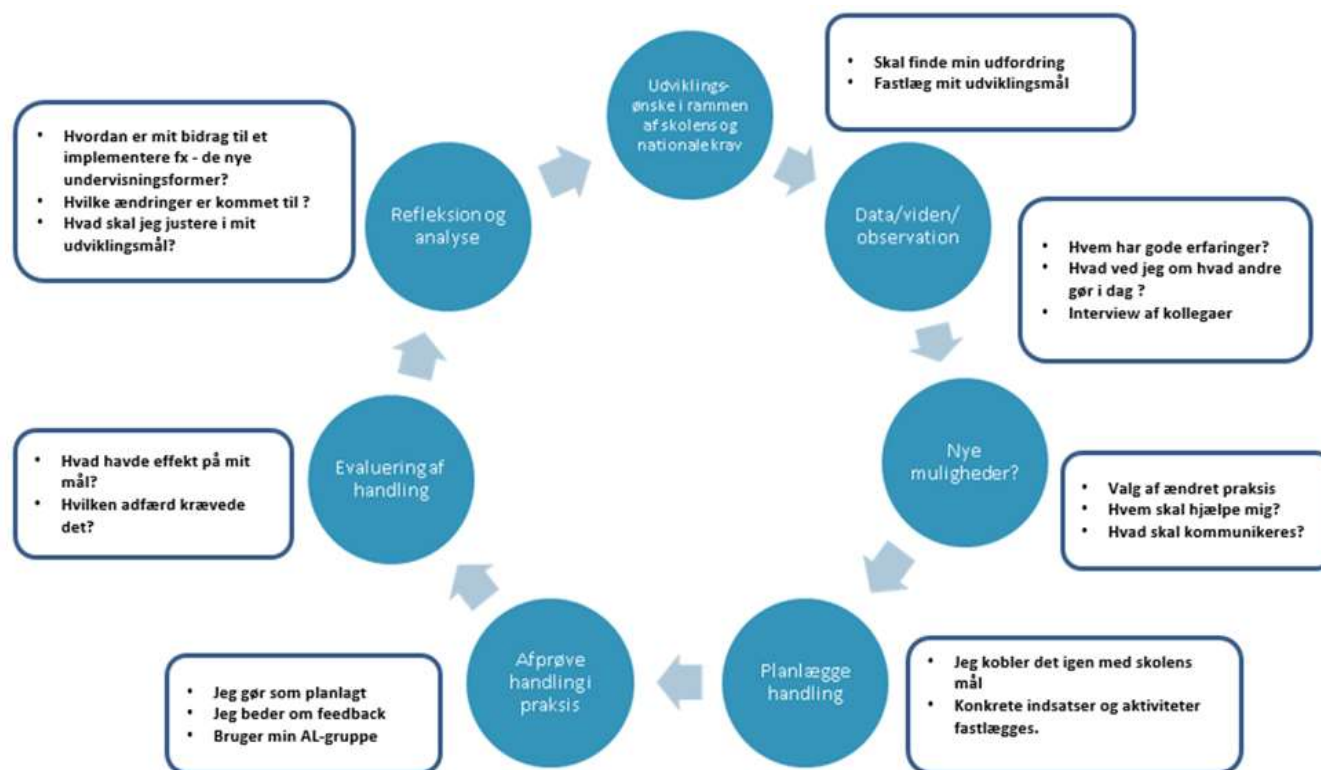 Udviklings-
ønske i rammen
af skolens og
nationale krav
• Skal finde min udfordring
• Fastlæg mit udviklingsmål
Data/viden/
observation
• Hvem har gode erfaringer?
• Hvad ved jeg om hvad andre
gør i dag ?
• Interview af kollegaer
Nye
muligheder?
• Valg af ændret praksis
• Hvem skal hjælpe mig?
• Hvad skal kommunikeres?
Planlægge
handling
• Jeg kobler det igen med skolens
mål
• Konkrete indsatser og aktiviteter
fastlægges.
Afprøve
handling i
praksis
• Jeg gør som planlagt
• Jeg beder om feedback
• Bruger min AL-gruppe
Evaluering af
handling
• Hvad havde effekt på mit
mål?
• Hvilken adfærd krævede
det?
Refleksion og
analyse
• Hvordan er mit bidrag til et
implementere fx - de nye
undervisningsformer?
• Hvilke ændringer er kommet til ?
• Hvad skal jeg justere i mit
udviklingsmål?